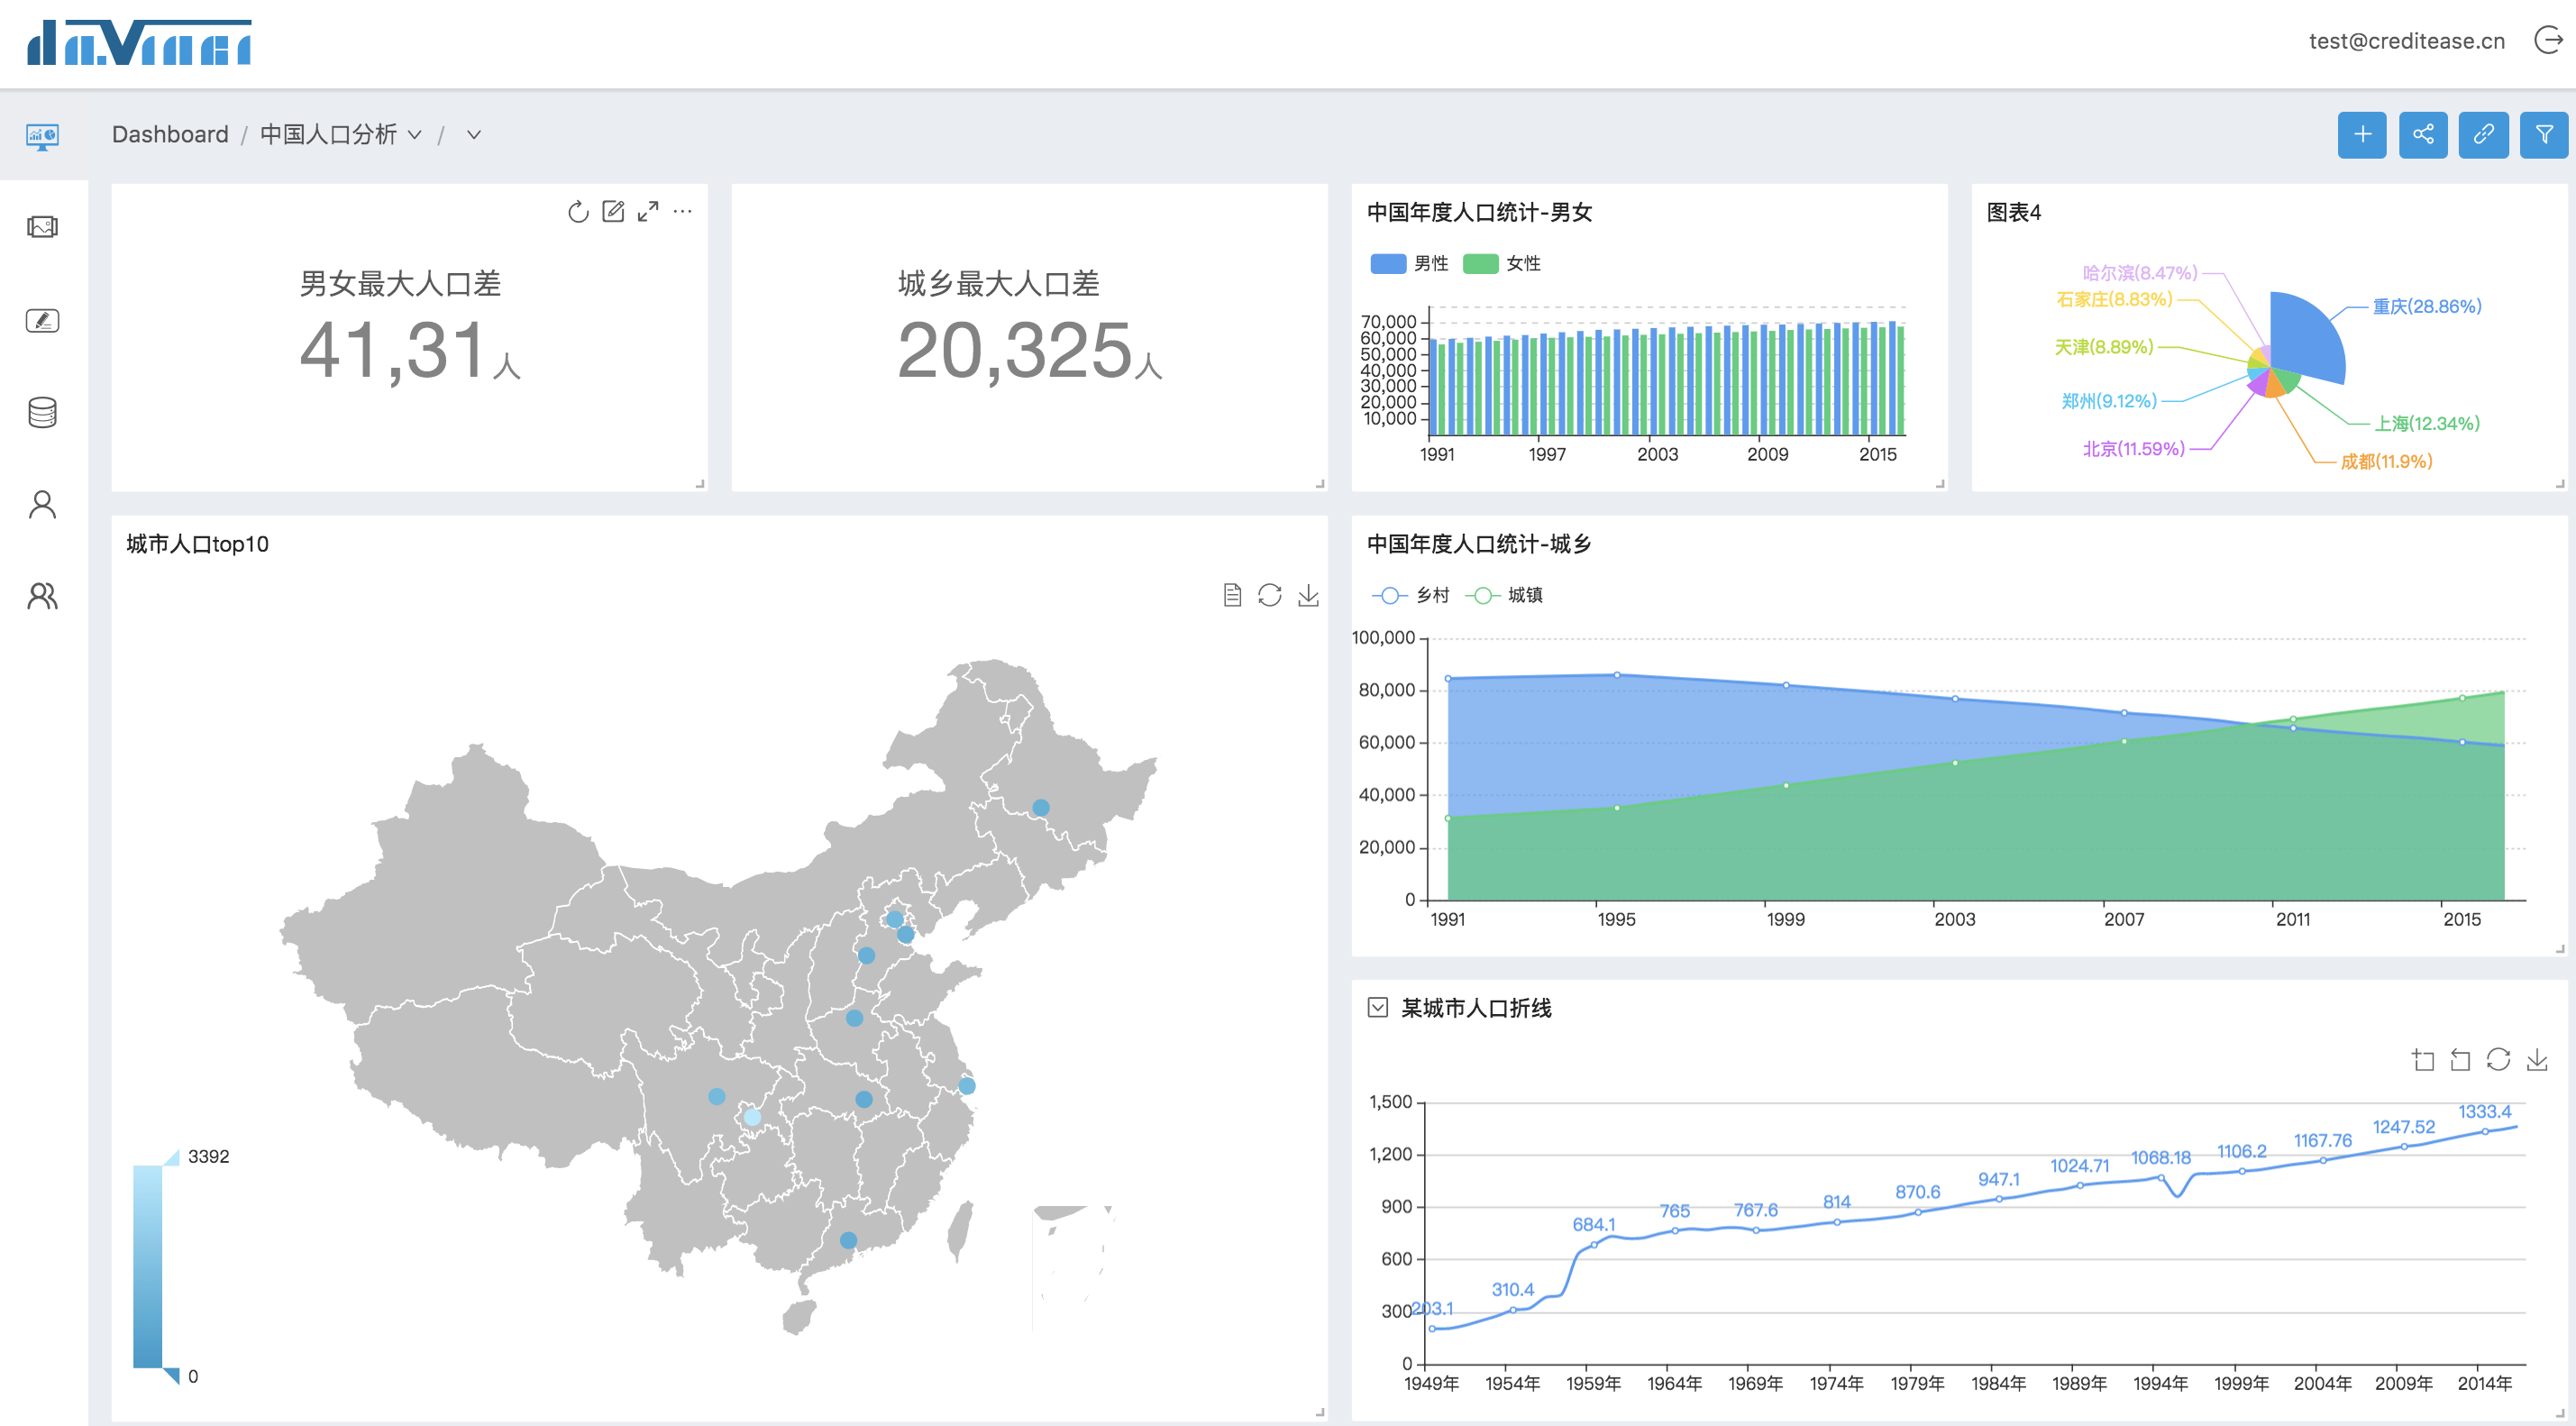 daVinci
test@creditease.cn
Dashboard / 中国人口分析 /
男女最大人口差
41,31人
城乡最大人口差
20,325人
中国年度人口统计-男女
男性 女性
70,000
60,000
50,000
40,000
30,000
20,000
10,000
1991 1997 2003 2009 2015
图表4
哈尔滨(8.47%)
石家庄(8.83%)
重庆(28.86%)
天津(8.89%)
郑州(9.12%)
上海(12.34%)
北京(11.59%)
成都(11.9%)
城市人口top10
3392
0
中国年度人口统计-城乡
乡村 城镇
100,000
80,000
60,000
40,000
20,000
0
1991 1995 1999 2003 2007 2011 2015
某城市人口折线
1,500
1,200
900
600
300
0
203.1 310.4 684.1 765 767.6 814 870.6 947.1 1024.71 1068.18 1106.2 1167.76 1247.52 1333.4
1949年 1954年 1959年 1964年 1969年 1974年 1979年 1984年 1989年 1994年 1999年 2004年 2009年 2014年